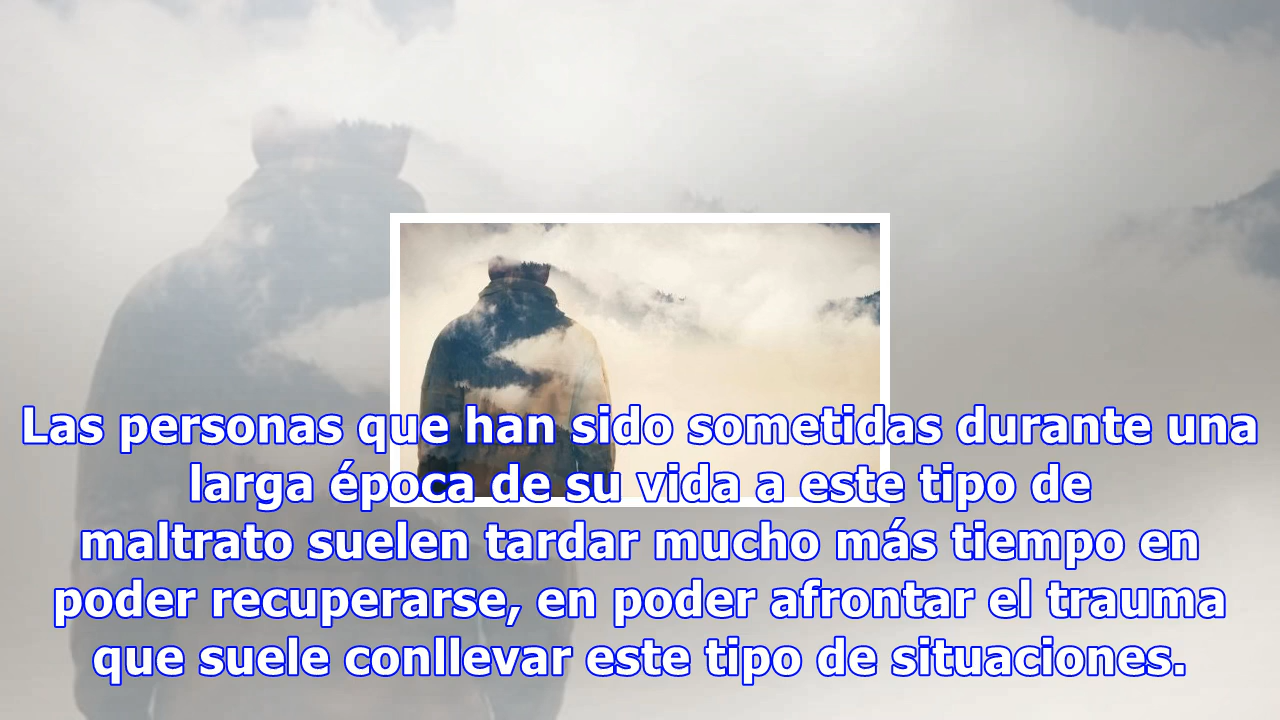 Las personas que han sido sometidas durante una
larga época de su vida a este tipo de
maltrato suelen tardar mucho más tiempo en
poder recuperarse, en poder afrontar el trauma
que suele conllevar este tipo de situaciones.